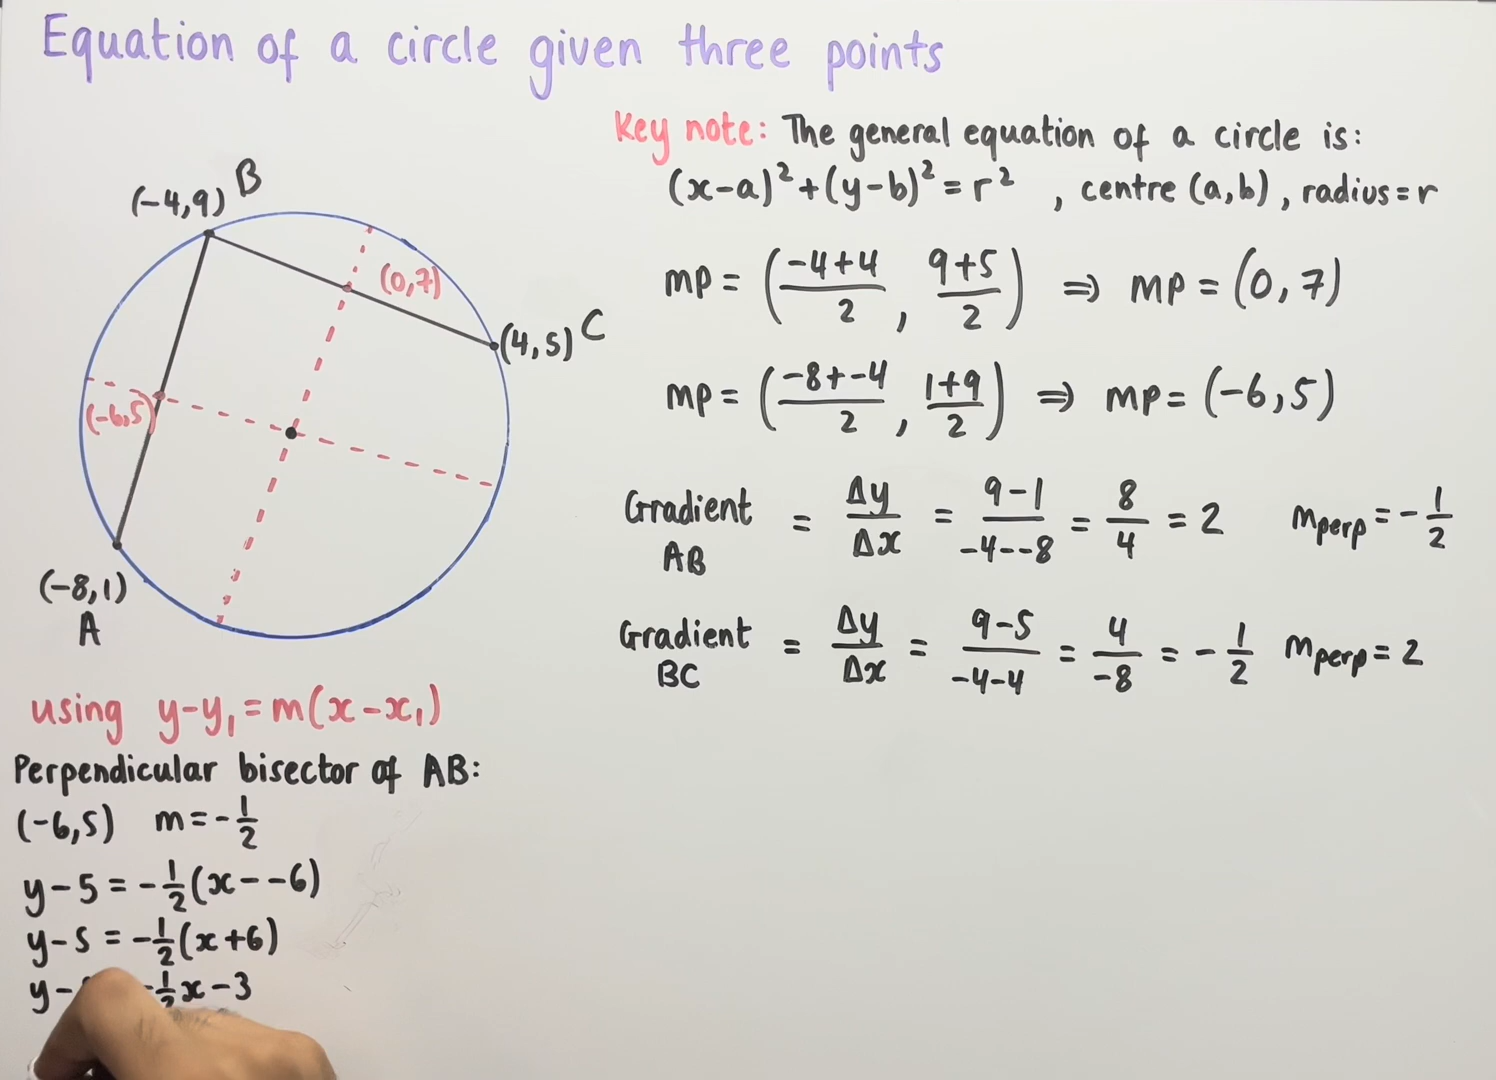 Equation of a circle given three points
Key note: The general equation of a circle is:
(x-a)²+(y-b)²=r² , centre (a,b), radius=r
(-4,9) B
(0,7)
(4,5) C
(-6,5)
(-8,1)
A
MP = (-4+4/2, 9+5/2) ⇒ MP = (0,7)
MP = (-8+-4/2, 1+9/2) ⇒ MP = (-6,5)
Gradient AB = Δy/Δx = 9-1/-4--8 = 8/4 = 2 mperp = -1/2
Gradient BC = Δy/Δx = 9-5/-4-4 = 4/-8 = -1/2 mperp = 2
using y-y₁=m(x-x₁)
Perpendicular bisector of AB:
(-6,5) m=-1/2
y-5=-1/2(x--6)
y-5=-1/2(x+6)
y- -1/2x-3